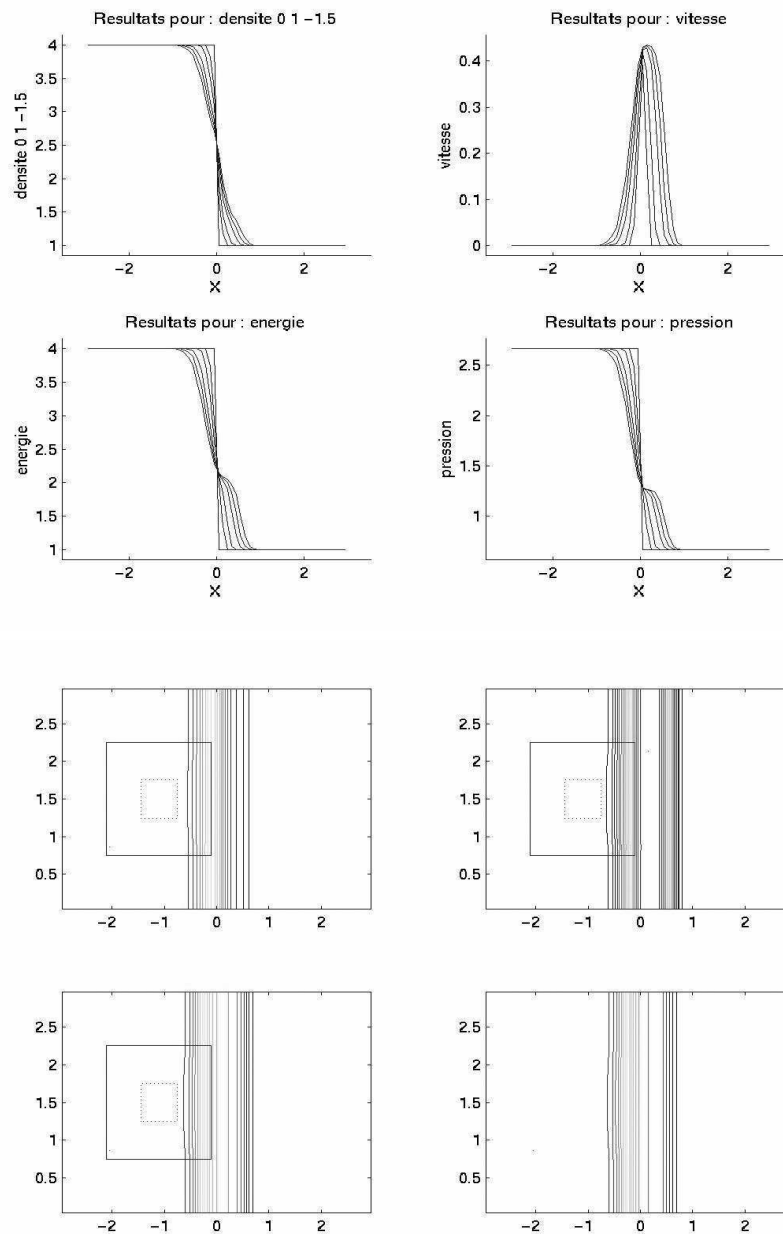 Resultats pour : densite 0 1 −1.5
densite 0 1 −1.5
4
3.5
3
2.5
2
1.5
1
−2 0 2
X
Resultats pour : vitesse
vitesse
0.4
0.3
0.2
0.1
0
−2 0 2
X
Resultats pour : energie
energie
4
3.5
3
2.5
2
1.5
1
−2 0 2
X
Resultats pour : pression
pression
2.5
2
1.5
1
−2 0 2
X
2.5
2
1.5
1
0.5
−2 −1 0 1 2
2.5
2
1.5
1
0.5
−2 −1 0 1 2
2.5
2
1.5
1
0.5
−2 −1 0 1 2
2.5
2
1.5
1
0.5
−2 −1 0 1 2